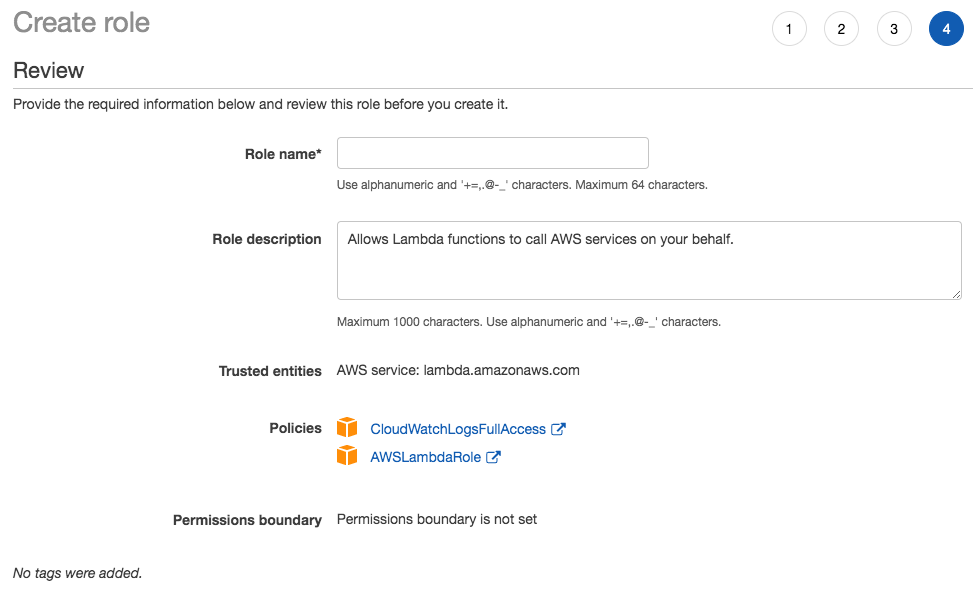 Create role
1 2 3 4
Review
Provide the required information below and review this role before you create it.
Role name*
Use alphanumeric and '+=,.@-_' characters. Maximum 64 characters.
Role description Allows Lambda functions to call AWS services on your behalf.
Maximum 1000 characters. Use alphanumeric and '+=,.@-_' characters.
Trusted entities AWS service: lambda.amazonaws.com
Policies CloudWatchLogsFullAccess
AWSLambdaRole
Permissions boundary Permissions boundary is not set
No tags were added.